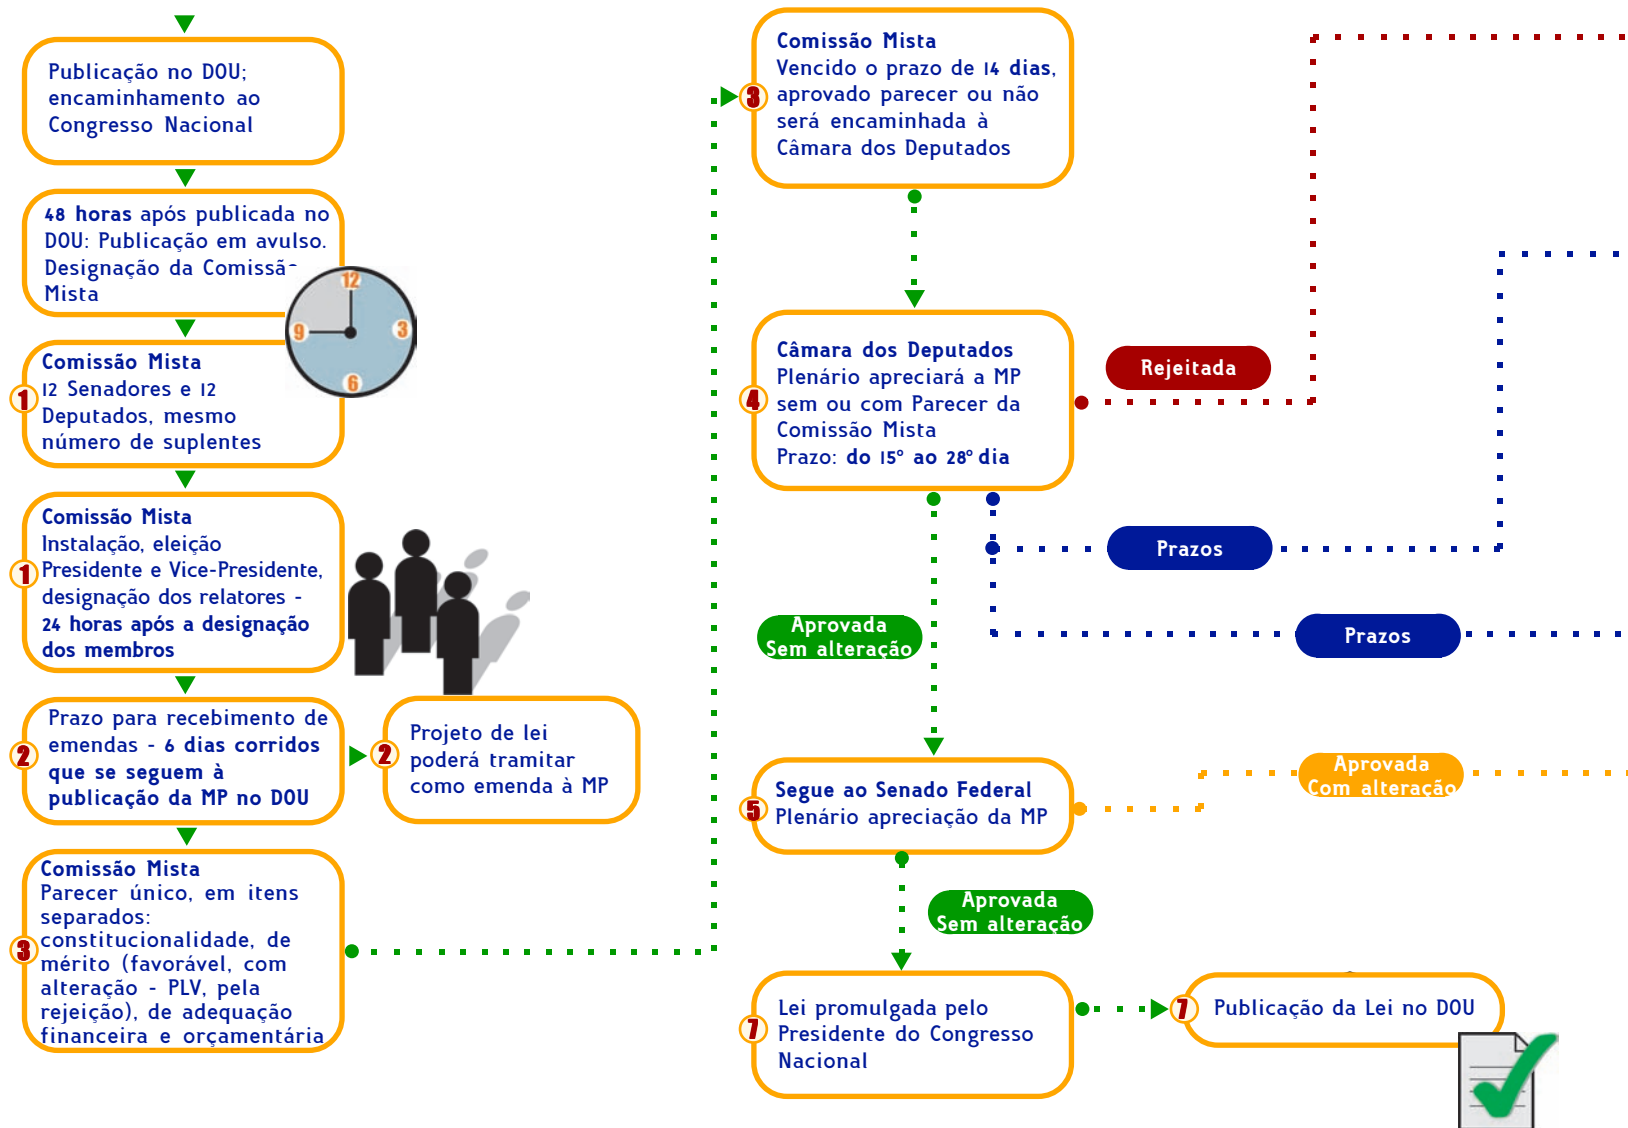 Publicação no DOU;
encaminhamento ao
Congresso Nacional
48 horas após publicada no
DOU: Publicação em avulso.
Designação da Comissão
Mista
12
3
6
9
1
Comissão Mista
12 Senadores e 12
Deputados, mesmo
número de suplentes
1
Comissão Mista
Instalação, eleição
Presidente e Vice-Presidente,
designação dos relatores -
24 horas após a designação
dos membros
2
Prazo para recebimento de
emendas - 6 dias corridos
que se seguem à
publicação da MP no DOU
2
Projeto de lei
poderá tramitar
como emenda à MP
3
Comissão Mista
Parecer único, em itens
separados:
constitucionalidade, de
mérito (favorável, com
alteração - PLV, pela
rejeição), de adequação
financeira e orçamentária
3
Comissão Mista
Vencido o prazo de 14 dias,
aprovado parecer ou não
será encaminhada à
Câmara dos Deputados
4
Câmara dos Deputados
Plenário apreciará a MP
sem ou com Parecer da
Comissão Mista
Prazo: do 15º ao 28º dia
Rejeitada
Prazos
Prazos
Aprovada
Sem alteração
5
Segue ao Senado Federal
Plenário apreciação da MP
Aprovada
Com alteração
Aprovada
Sem alteração
7
Lei promulgada pelo
Presidente do Congresso
Nacional
7
Publicação da Lei no DOU